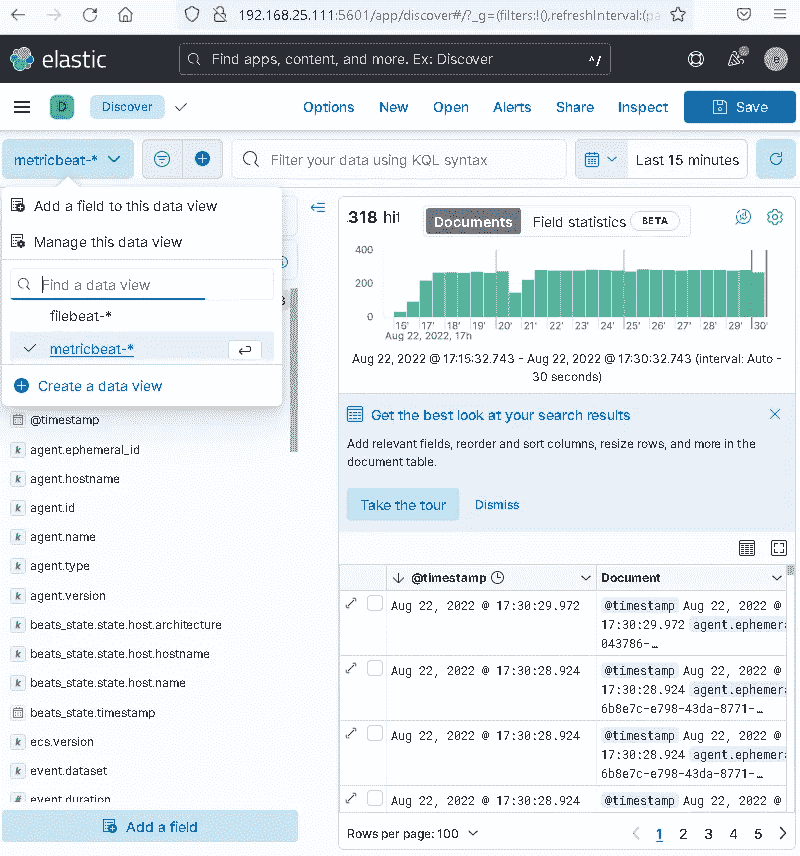 192.168.25.111:5601/app/discover#/?_g=(filters:!(),refreshInterval:(pa
elastic
Find apps, content, and more. Ex: Discover
^/
e
D
Discover
Options
New
Open
Alerts
Share
Inspect
Save
metricbeat-*
Filter your data using KQL syntax
Last 15 minutes
Add a field to this data view
Manage this data view
Find a data view
filebeat-*
metricbeat-*
Create a data view
@timestamp
agent.ephemeral_id
agent.hostname
agent.id
agent.name
agent.type
agent.version
beats_state.state.host.architecture
beats_state.state.host.hostname
beats_state.state.host.name
beats_state.timestamp
ecs.version
event.dataset
event.duration
Add a field
318 hit
Documents
Field statistics
BETA
400
200
0
16' 17' 18' 19' 20' 21' 22' 23' 24' 25' 26' 27' 28' 29' 30'
Aug 22, 2022, 17h
Aug 22, 2022 @ 17:15:32.743 - Aug 22, 2022 @ 17:30:32.743 (interval: Auto -
30 seconds)
Get the best look at your search results
Add relevant fields, reorder and sort columns, resize rows, and more in the
document table.
Take the tour
Dismiss
@timestamp
Document
Aug 22, 2022 @ 17:30:29.972
@timestamp Aug 22, 2022 @
17:30:29.972 agent.ephemera
043786-…
Aug 22, 2022 @ 17:30:28.924
@timestamp Aug 22, 2022 @
17:30:28.924 agent.ephemera
6b8e7c-e798-43da-8771-…
Aug 22, 2022 @ 17:30:28.924
@timestamp Aug 22, 2022 @
17:30:28.924 agent.ephemera
6b8e7c-e798-43da-8771-…
Aug 22, 2022 @ 17:30:28.924
@timestamp Aug 22, 2022 @
Rows per page: 100
1 2 3 4 5